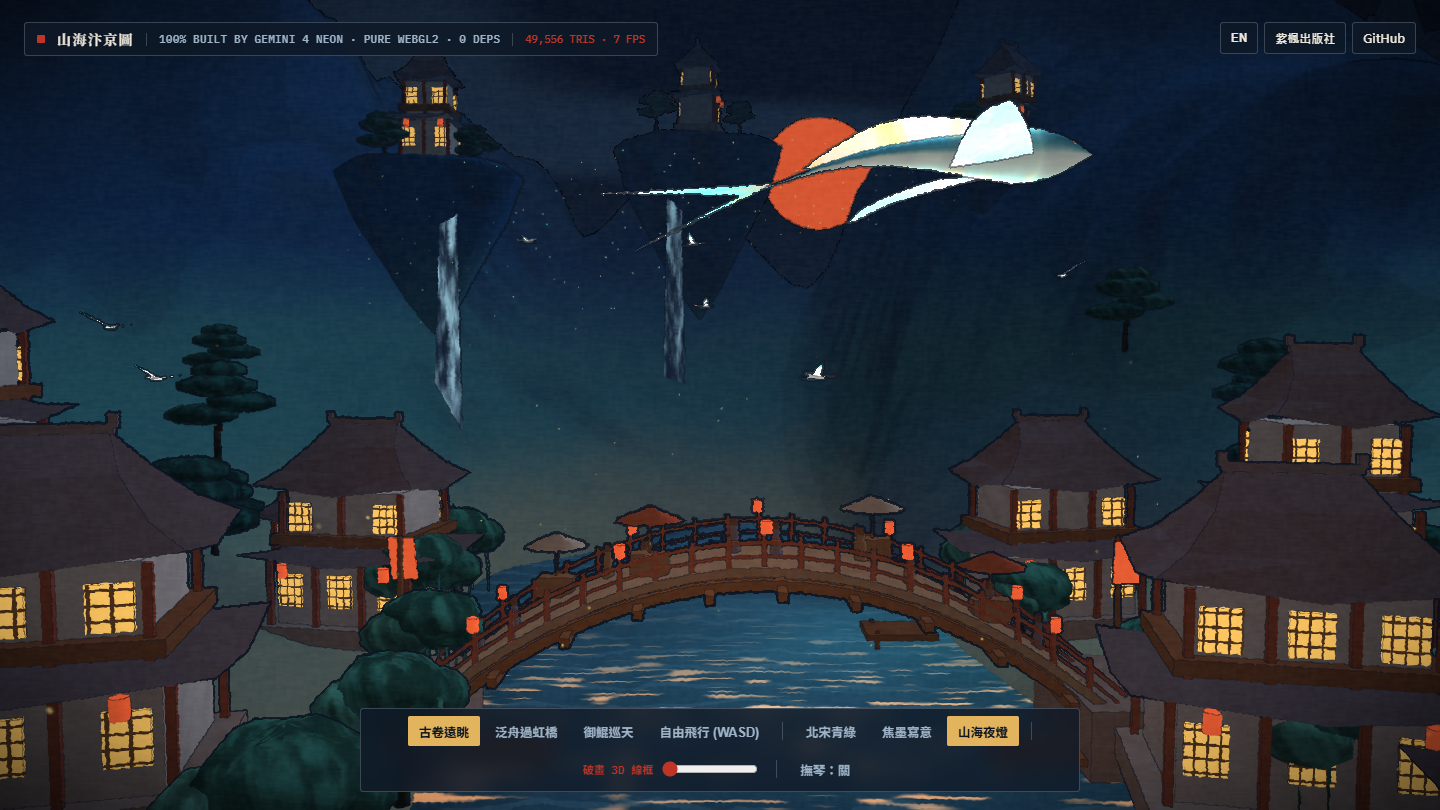 山海汴京圖
100% BUILT BY GEMINI 4 NEON · PURE WEBGL2 · 0 DEPS
49,556 TRIS · 7 FPS
EN
紫楓出版社
GitHub
古卷遠眺 泛舟過虹橋 御鯤巡天 自由飛行 (WASD) 北宋青綠 焦墨寫意 山海夜燈
破畫 3D 線框 撫琴：關